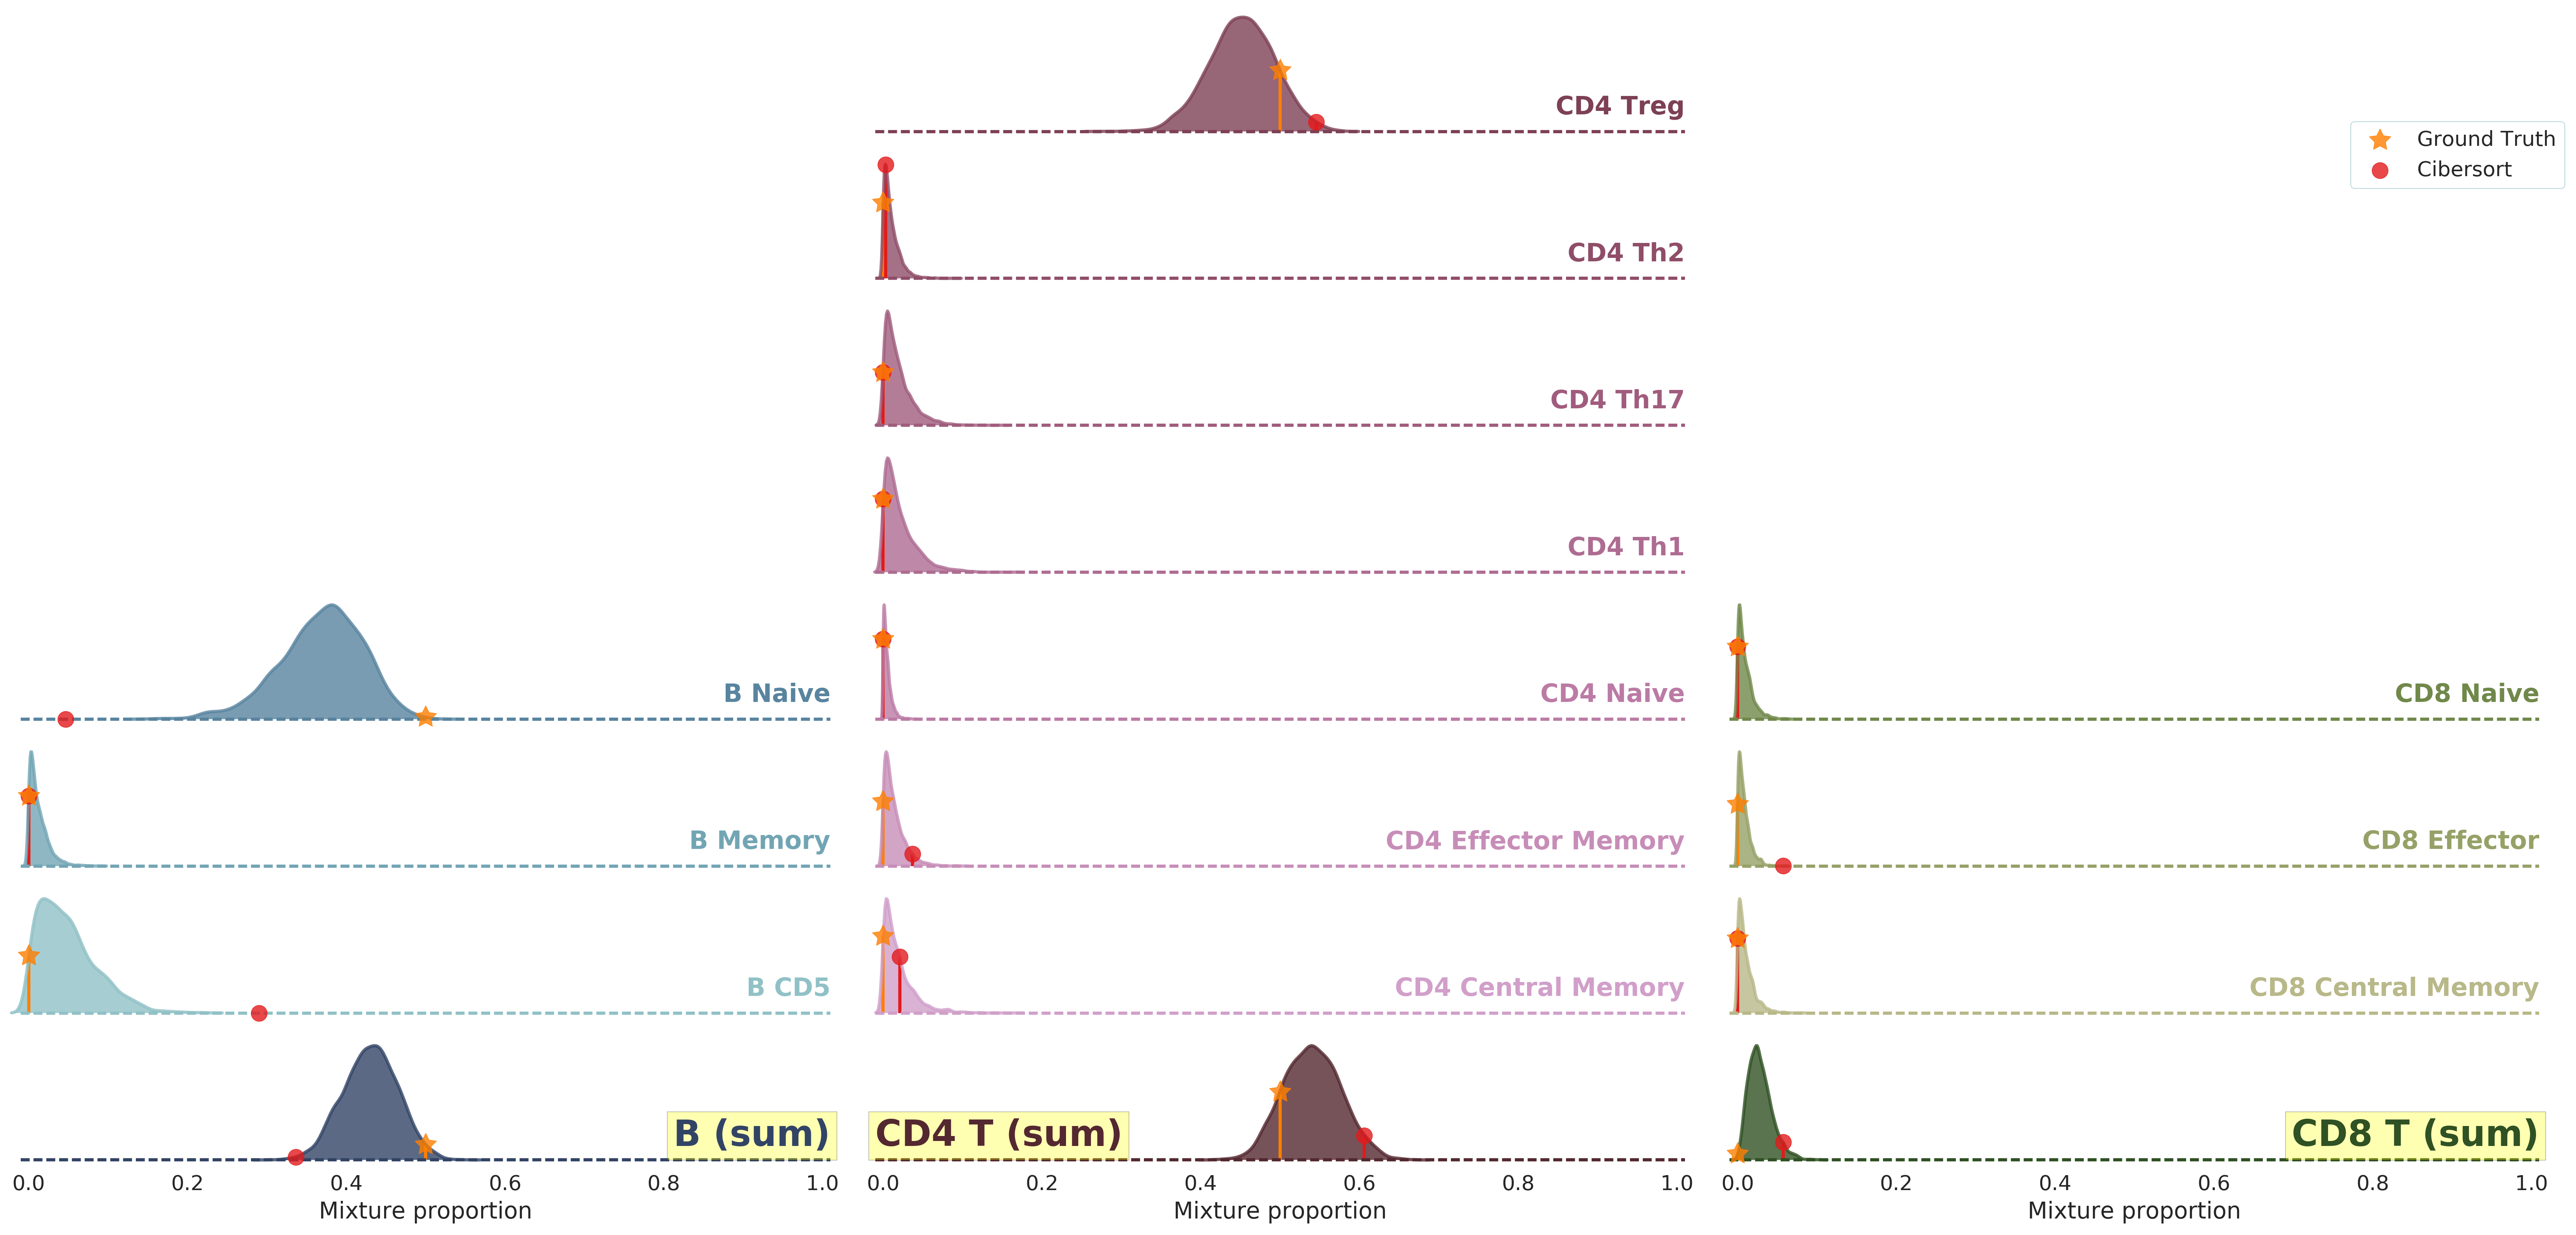 CD4 Treg
Ground Truth
Cibersort
CD4 Th2
CD4 Th17
CD4 Th1
B Naive
CD4 Naive
CD8 Naive
B Memory
CD4 Effector Memory
CD8 Effector
B CD5
CD4 Central Memory
CD8 Central Memory
B (sum)
CD4 T (sum)
CD8 T (sum)
0.0 0.2 0.4 0.6 0.8 1.0
0.0 0.2 0.4 0.6 0.8 1.0
0.0 0.2 0.4 0.6 0.8 1.0
Mixture proportion
Mixture proportion
Mixture proportion